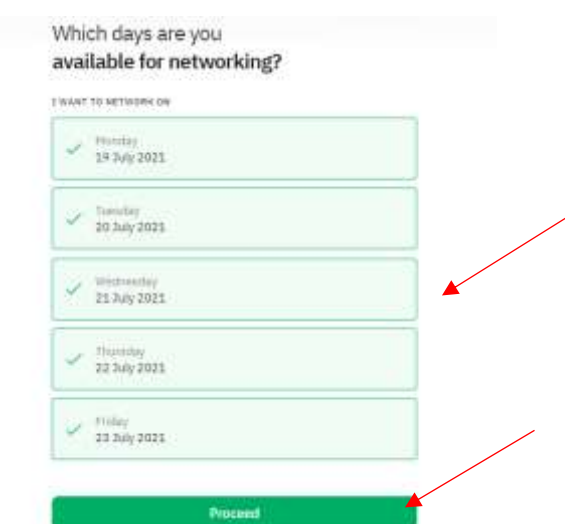 Which days are you
available for networking?
I WANT TO NETWORK ON
Monday
19 July 2021
Tuesday
20 July 2021
Wednesday
21 July 2021
Thursday
22 July 2021
Friday
23 July 2021
Proceed